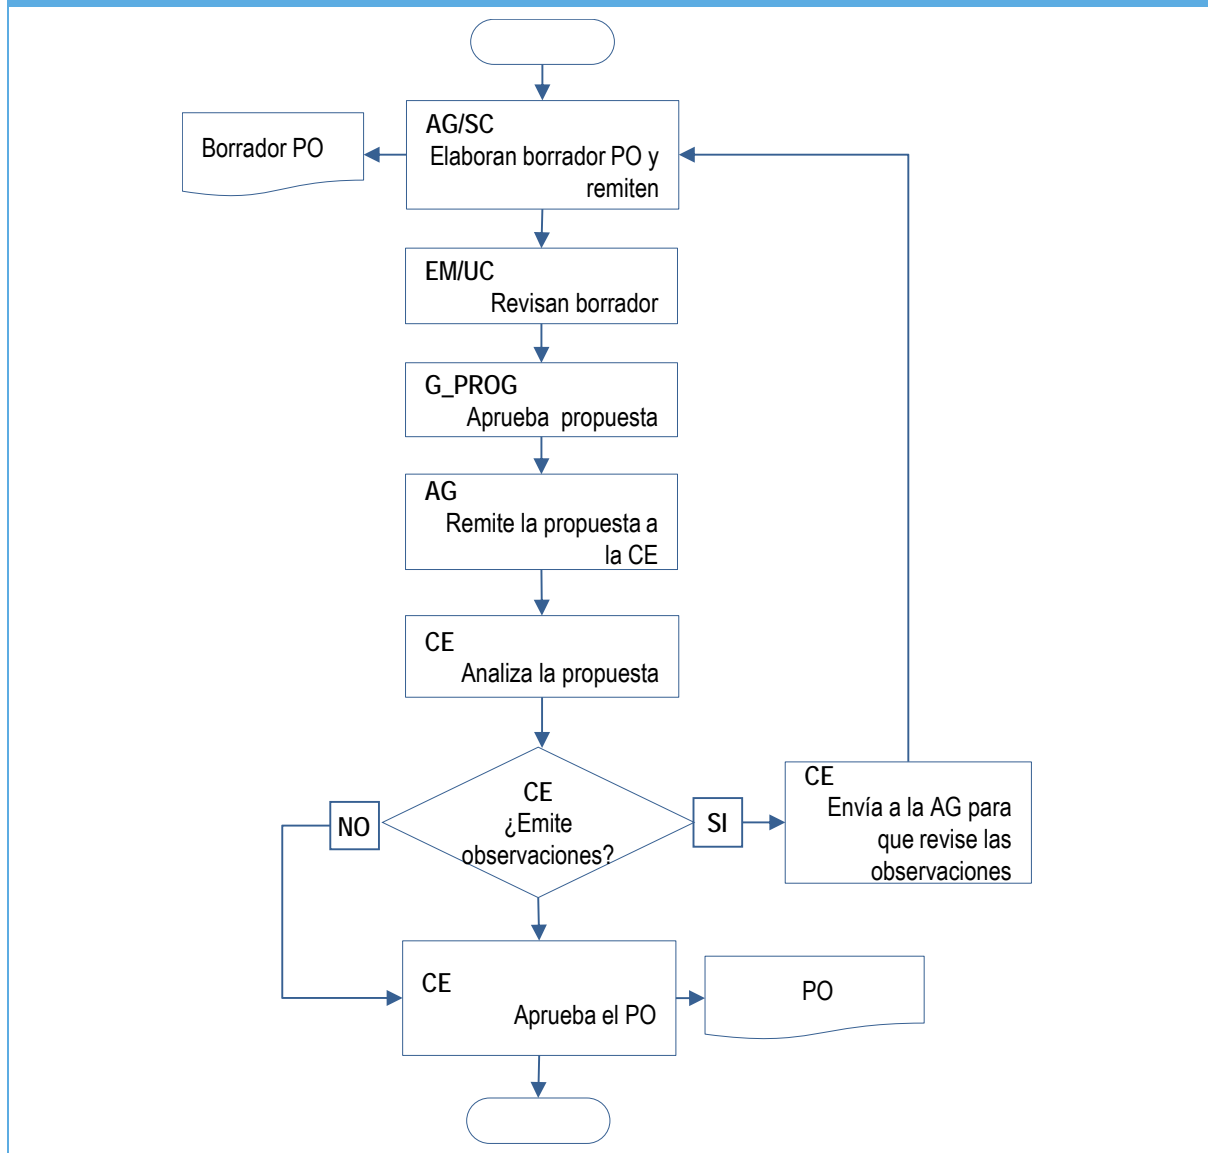 Borrador PO
AG/SC
Elaboran borrador PO y
remiten
EM/UC
Revisan borrador
G_PROG
Aprueba propuesta
AG
Remite la propuesta a
la CE
CE
Analiza la propuesta
CE
¿Emite
observaciones?
NO
SI
CE
Envía a la AG para
que revise las
observaciones
CE
Aprueba el PO
PO